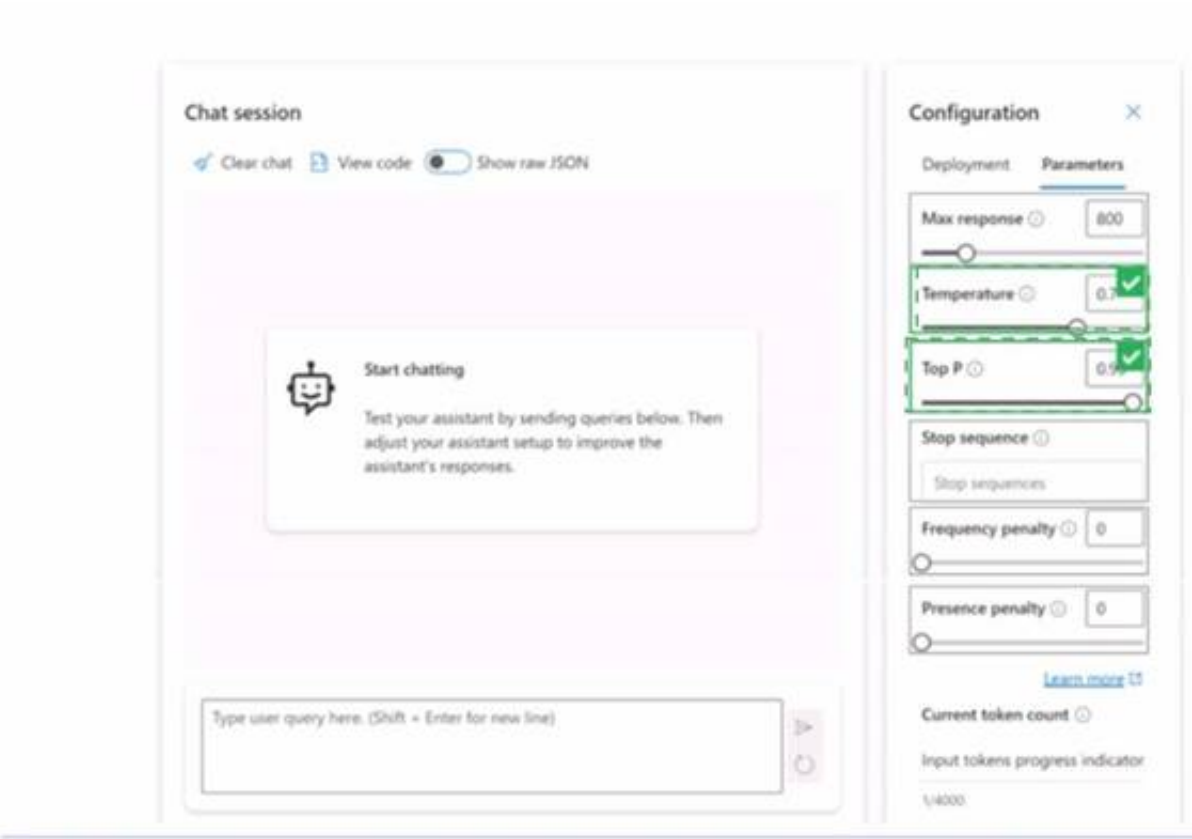 Chat session
Clear chat View code Show raw JSON
Start chatting
Test your assistant by sending queries below. Then
adjust your assistant setup to improve the
assistant's responses.
Type user query here. (Shift + Enter for new line)
Configuration
Deployment Parameters
Max response 800
Temperature 0.7
Top P
Stop sequence
Stop sequences
Frequency penalty 0
Presence penalty 0
Learn more
Current token count
Input tokens progress indicator
1/4000